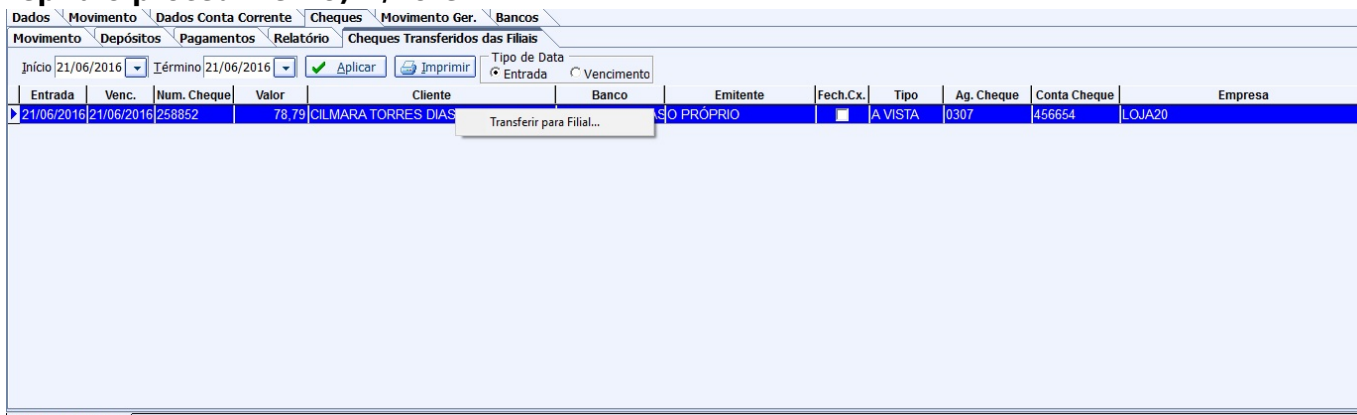 Dados Movimento Dados Conta Corrente Cheques Movimento Ger. Bancos
Movimento Depósitos Pagamentos Relatório Cheques Transferidos das Filiais
Início 21/06/2016 Término 21/06/2016 Aplicar Imprimir Tipo de Data Entrada Vencimento
Entrada Venc. Num. Cheque Valor Cliente Banco Emitente Fech.Cx. Tipo Ag. Cheque Conta Cheque Empresa
21/06/2016 21/06/2016 258852 78,79 CILMARA TORRES DIAS O PRÓPRIO A VISTA 0307 456654 LOJA20
Transferir para Filial...